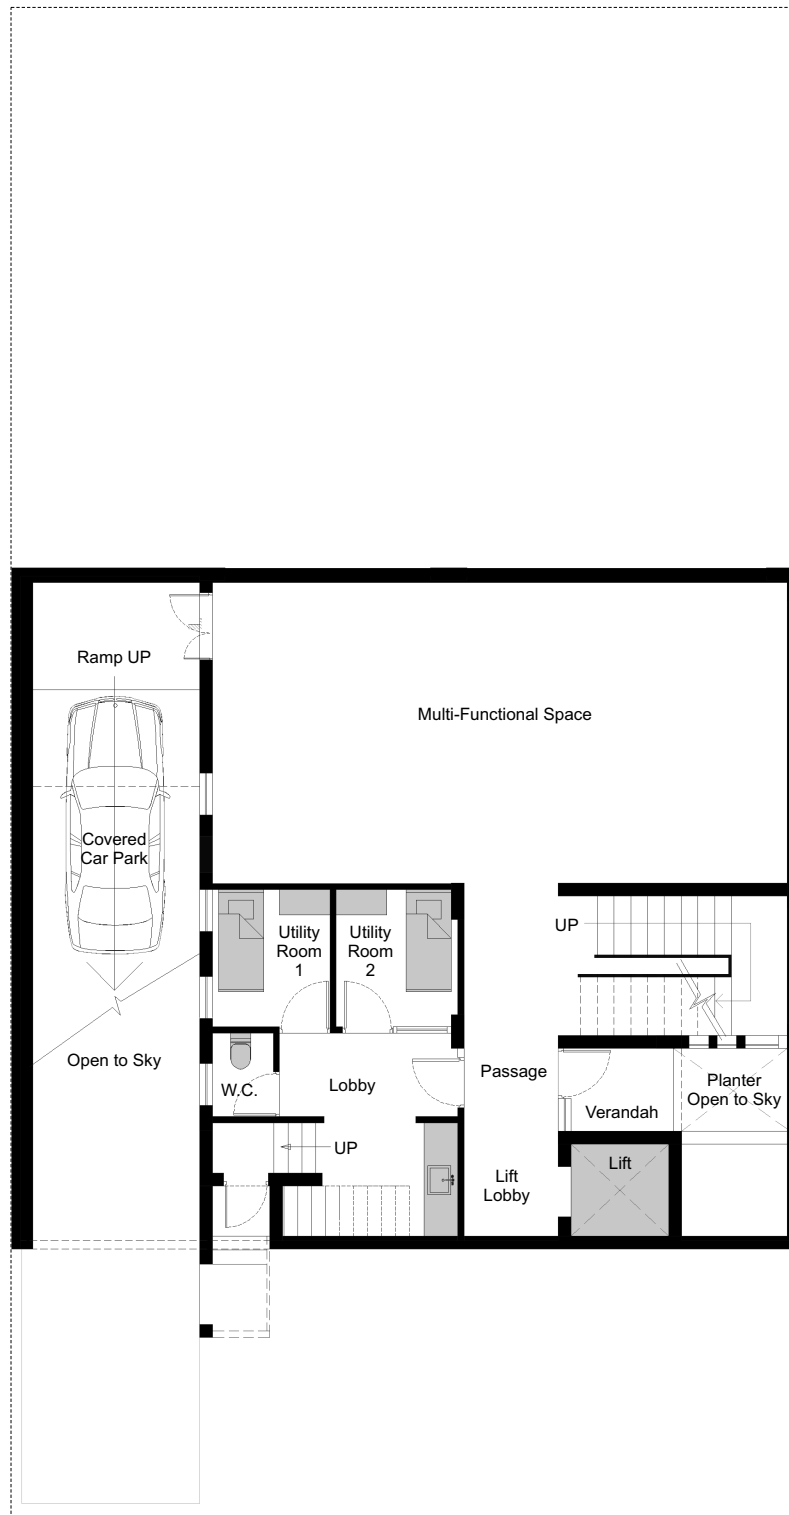 Ramp UP
Multi-Functional Space
Covered
Car Park
Utility
Room
1
Utility
Room
2
UP
Open to Sky
W.C.
Lobby
Passage
Verandah
Planter
Open to Sky
UP
Lift
Lobby
Lift